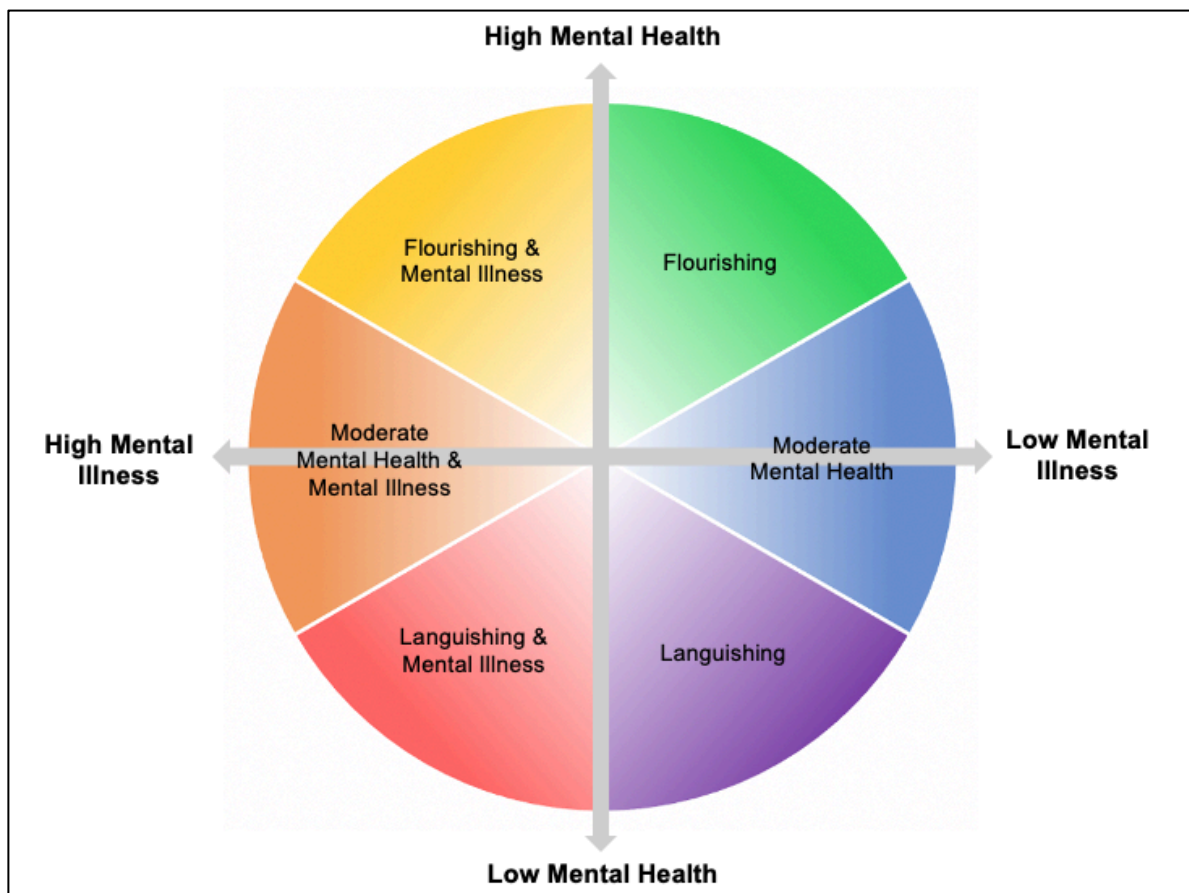 High Mental Health
Flourishing &
Mental Illness
Flourishing
High Mental
Illness
Moderate
Mental Health &
Mental Illness
Moderate
Mental Health
Low Mental
Illness
Languishing &
Mental Illness
Languishing
Low Mental Health